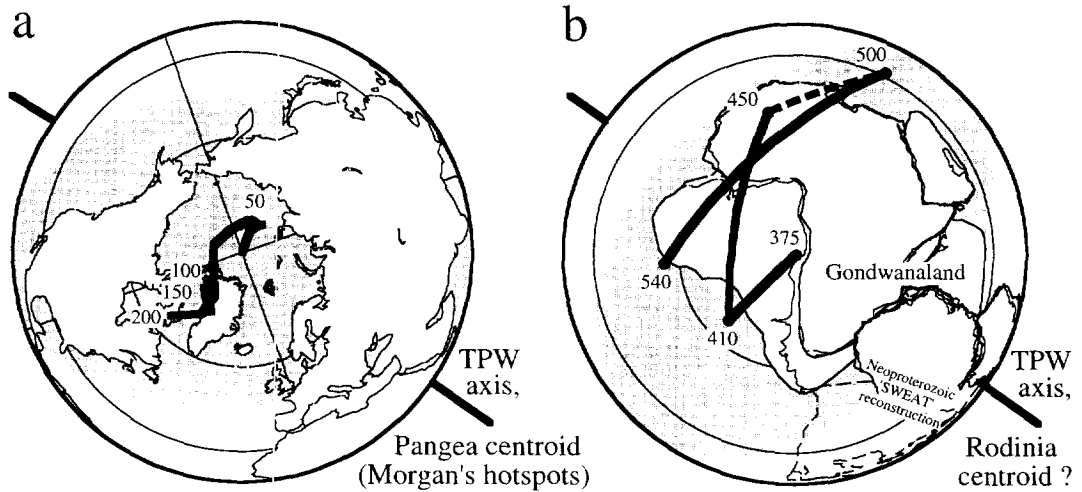 a
50
100
150
200
TPW
axis,
Pangea centroid
(Morgan's hotspots)
b
500
450
375
540
410
Gondwanaland
Neoproterozoic
'SWEAT'
reconstruction
TPW
axis,
Rodinia
centroid ?